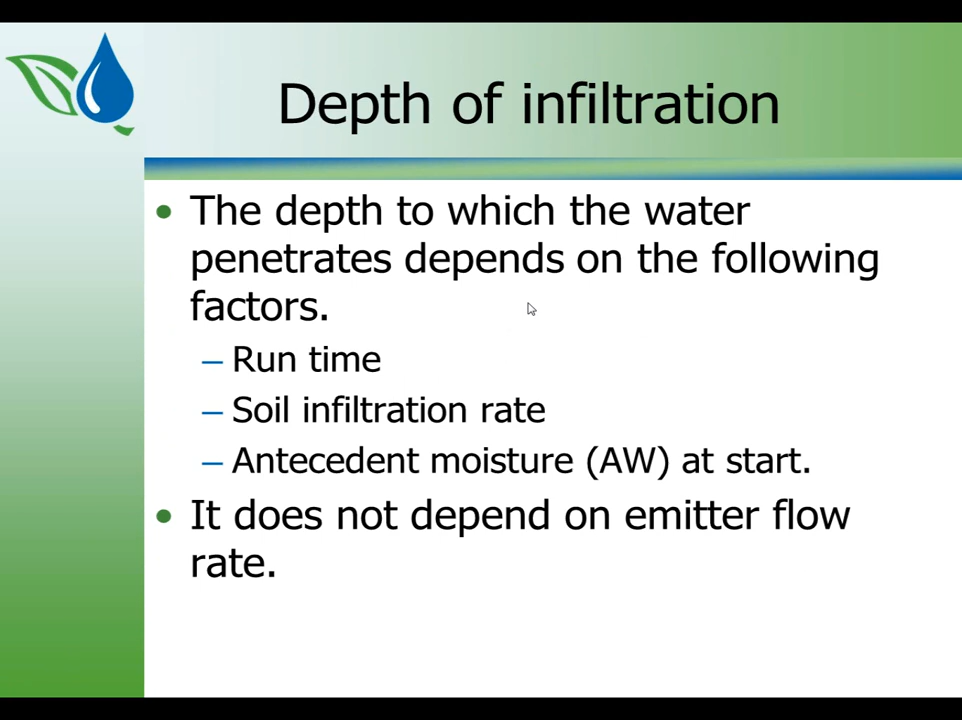 Depth of infiltration
• The depth to which the water
penetrates depends on the following
factors.
– Run time
– Soil infiltration rate
– Antecedent moisture (AW) at start.
• It does not depend on emitter flow
rate.